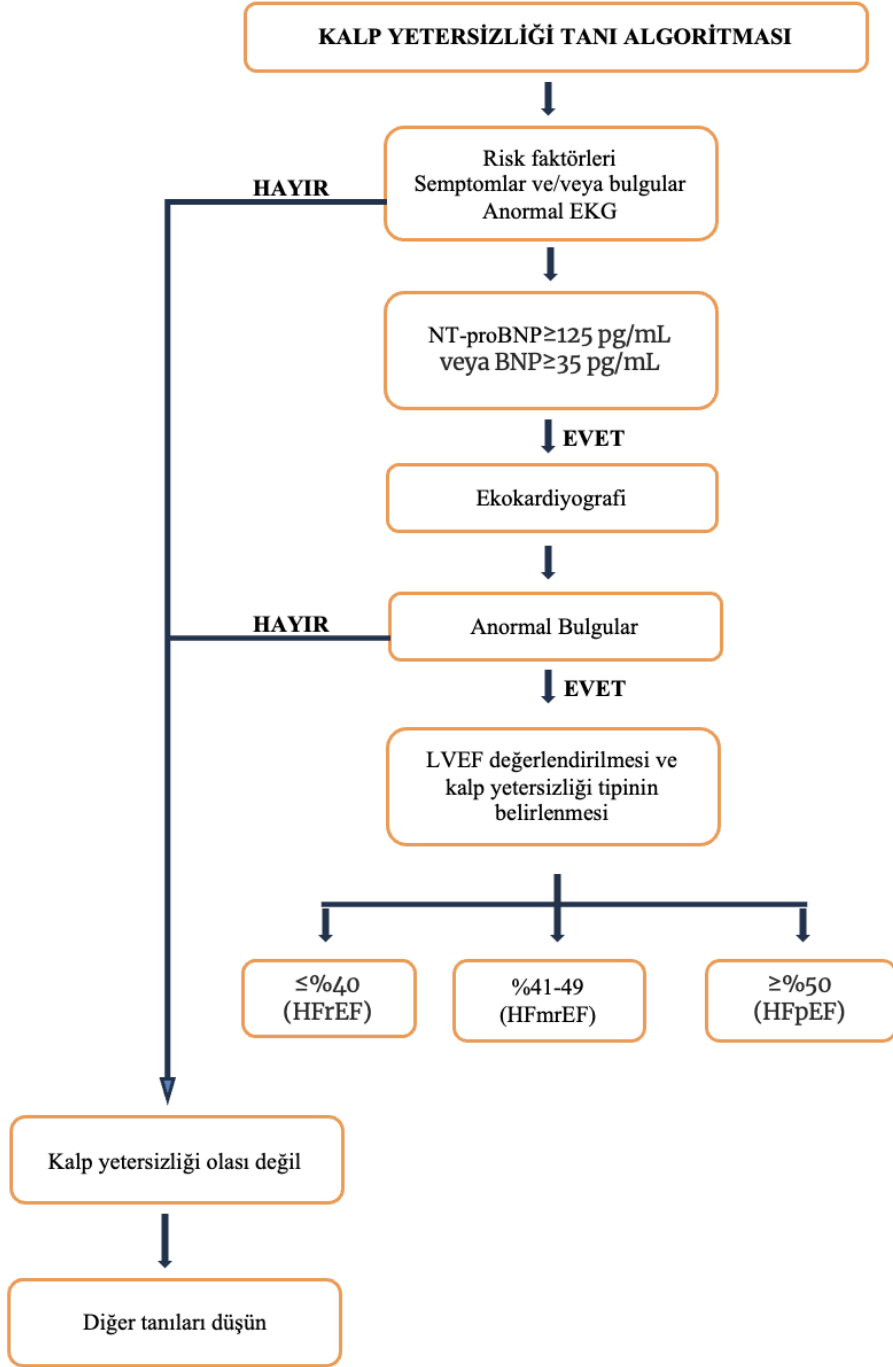 KALP YETERSİZLİĞİ TANI ALGORİTMASI
Risk faktörleri
Semptomlar ve/veya bulgular
Anormal EKG
HAYIR
NT-proBNP≥125 pg/mL
veya BNP≥35 pg/mL
EVET
Ekokardiyografi
HAYIR
Anormal Bulgular
EVET
LVEF değerlendirilmesi ve
kalp yetersizliği tipinin
belirlenmesi
≤%40
(HFrEF)
%41-49
(HFmrEF)
≥%50
(HFpEF)
Kalp yetersizliği olası değil
Diğer tanıları düşün